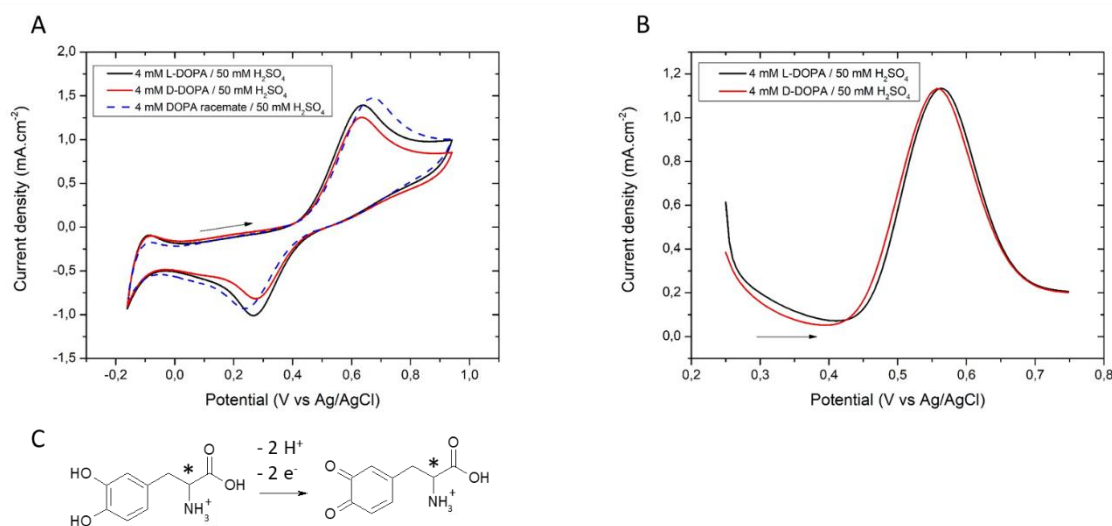 A
4 mM L-DOPA / 50 mM H2SO4
4 mM D-DOPA / 50 mM H2SO4
4 mM DOPA racemate / 50 mM H2SO4
Current density (mA.cm-2)
2,0
1,5
1,0
0,5
0,0
-0,5
-1,0
-1,5
-0,2 0,0 0,2 0,4 0,6 0,8 1,0
Potential (V vs Ag/AgCl)
B
4 mM L-DOPA / 50 mM H2SO4
4 mM D-DOPA / 50 mM H2SO4
Current density (mA.cm-2)
1,2
1,0
0,8
0,6
0,4
0,2
0,0
0,2 0,3 0,4 0,5 0,6 0,7 0,8
Potential (V vs Ag/AgCl)
C
HO
HO
*
O
OH
NH3+
- 2 H+
- 2 e-
O
O
*
O
OH
NH3+